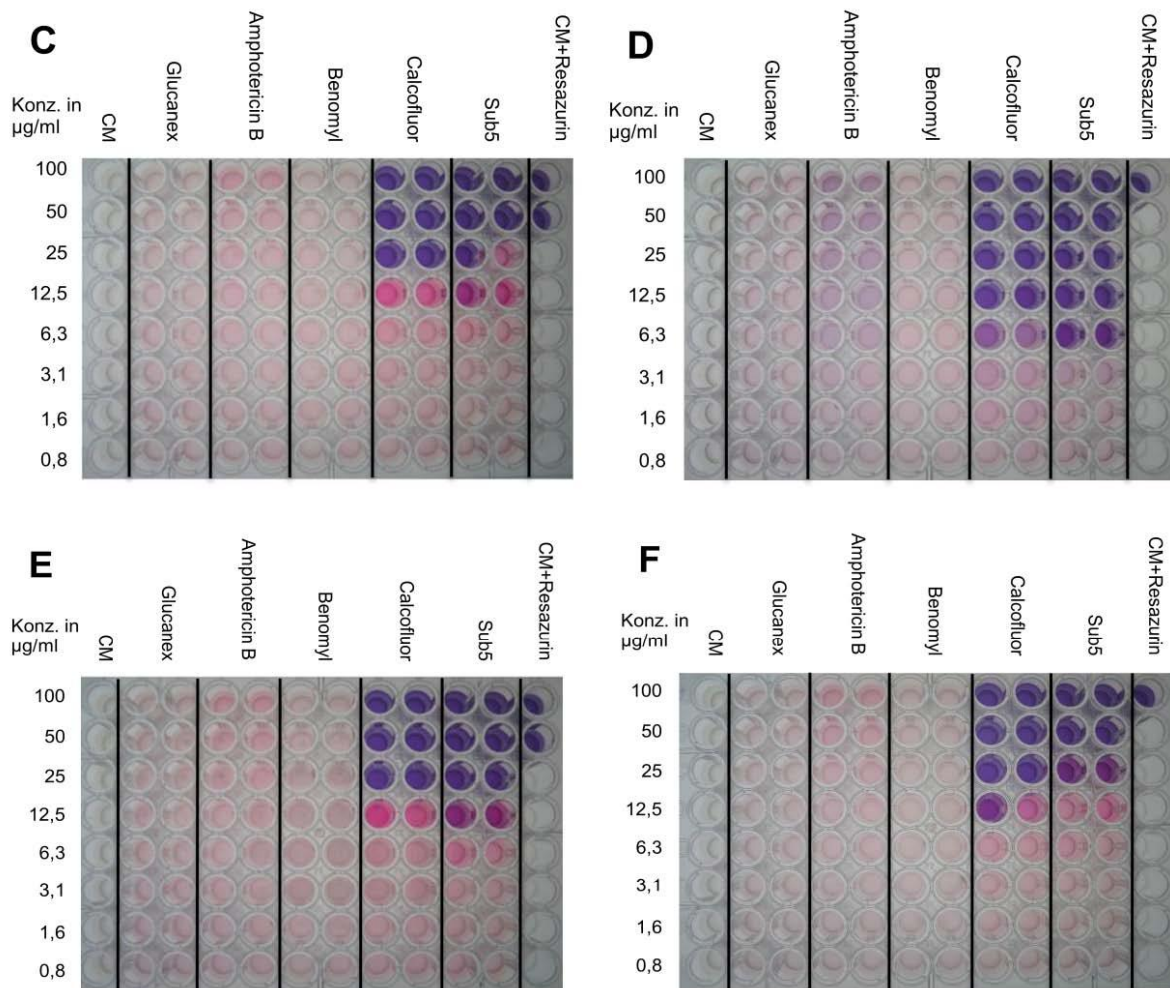 C
Konz. in
µg/ml
CM
Glucanex
Amphotericin B
Benomyl
Calcofluor
Sub5
CM+Resazurin
100
50
25
12,5
6,3
3,1
1,6
0,8
D
Konz. in
µg/ml
CM
Glucanex
Amphotericin B
Benomyl
Calcofluor
Sub5
CM+Resazurin
100
50
25
12,5
6,3
3,1
1,6
0,8
E
Konz. in
µg/ml
CM
Glucanex
Amphotericin B
Benomyl
Calcofluor
Sub5
CM+Resazurin
100
50
25
12,5
6,3
3,1
1,6
0,8
F
Konz. in
µg/ml
CM
Glucanex
Amphotericin B
Benomyl
Calcofluor
Sub5
CM+Resazurin
100
50
25
12,5
6,3
3,1
1,6
0,8